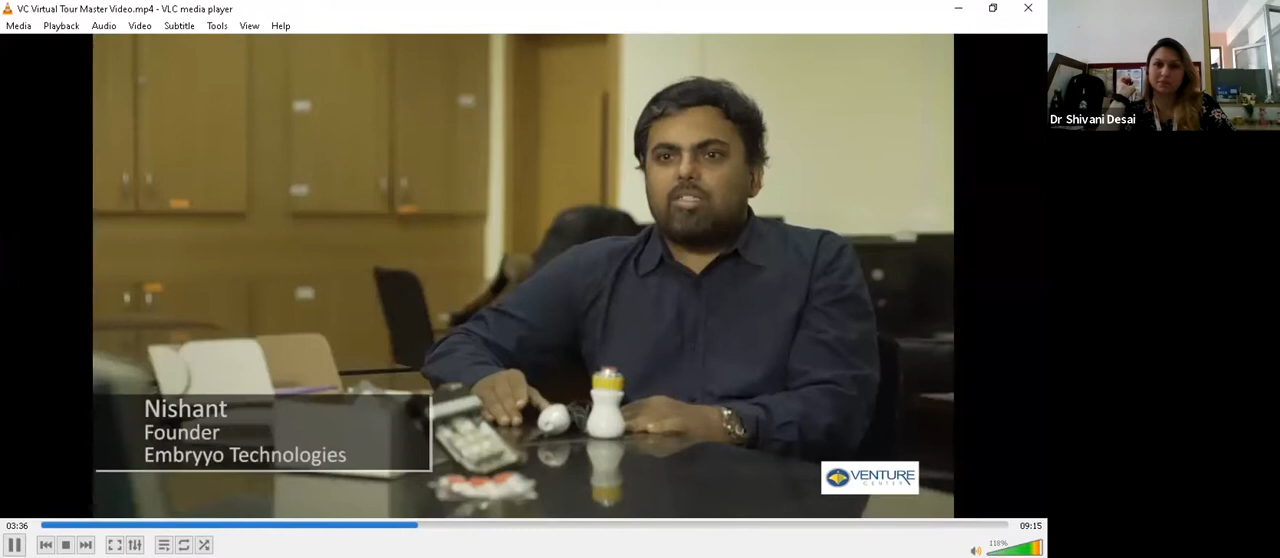 VC Virtual Tour Master Video.mp4 - VLC media player
Media Playback Audio Video Subtitle Tools View Help
Dr Shivani Desai
Nishant
Founder
Embryyo Technologies
VENTURE
CENTER
03:36
09:15
118%